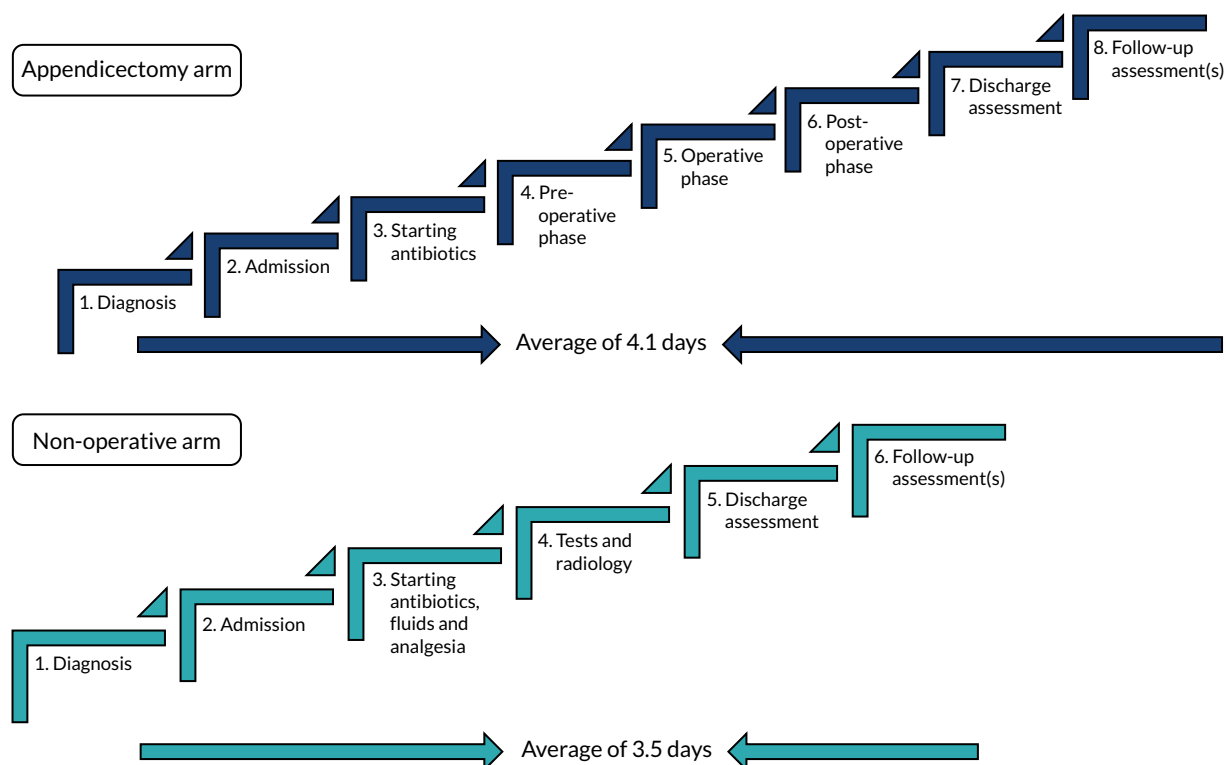 Appendicectomy arm
1. Diagnosis
2. Admission
3. Starting
antibiotics
4. Pre-
operative
phase
5. Operative
phase
6. Post-
operative
phase
7. Discharge
assessment
8. Follow-up
assessment(s)
Average of 4.1 days
Non-operative arm
1. Diagnosis
2. Admission
3. Starting
antibiotics,
fluids and
analgesia
4. Tests and
radiology
5. Discharge
assessment
6. Follow-up
assessment(s)
Average of 3.5 days